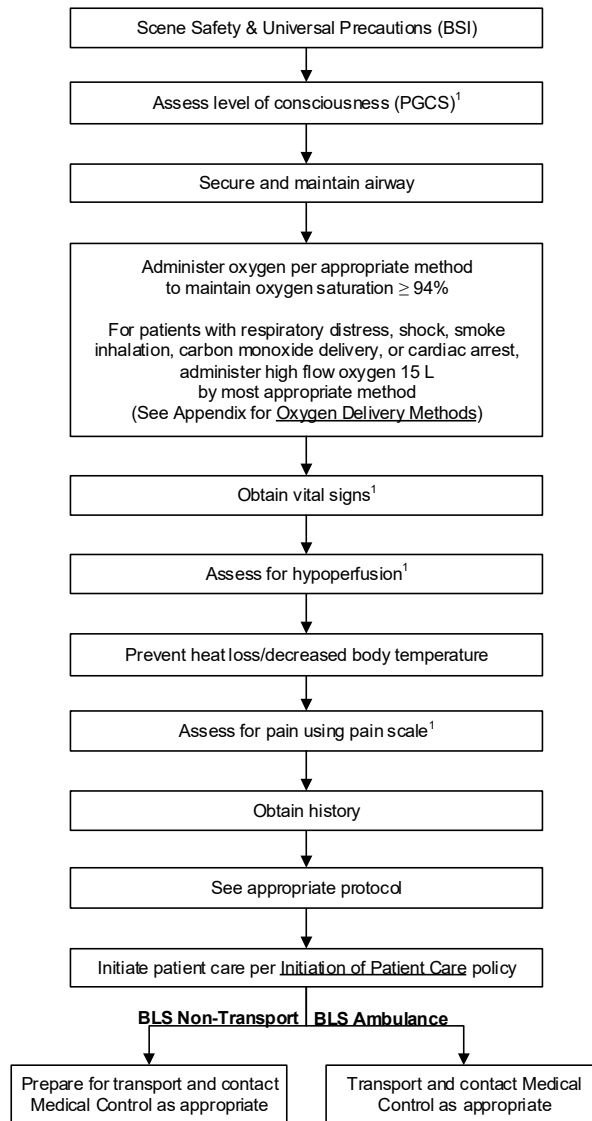 Scene Safety & Universal Precautions (BSI)
Assess level of consciousness (PGCS)¹
Secure and maintain airway
Administer oxygen per appropriate method
to maintain oxygen saturation ≥ 94%
For patients with respiratory distress, shock, smoke
inhalation, carbon monoxide delivery, or cardiac arrest,
administer high flow oxygen 15 L
by most appropriate method
(See Appendix for Oxygen Delivery Methods)
Obtain vital signs¹
Assess for hypoperfusion¹
Prevent heat loss/decreased body temperature
Assess for pain using pain scale¹
Obtain history
See appropriate protocol
Initiate patient care per Initiation of Patient Care policy
BLS Non-Transport BLS Ambulance
Prepare for transport and contact
Medical Control as appropriate
Transport and contact Medical
Control as appropriate